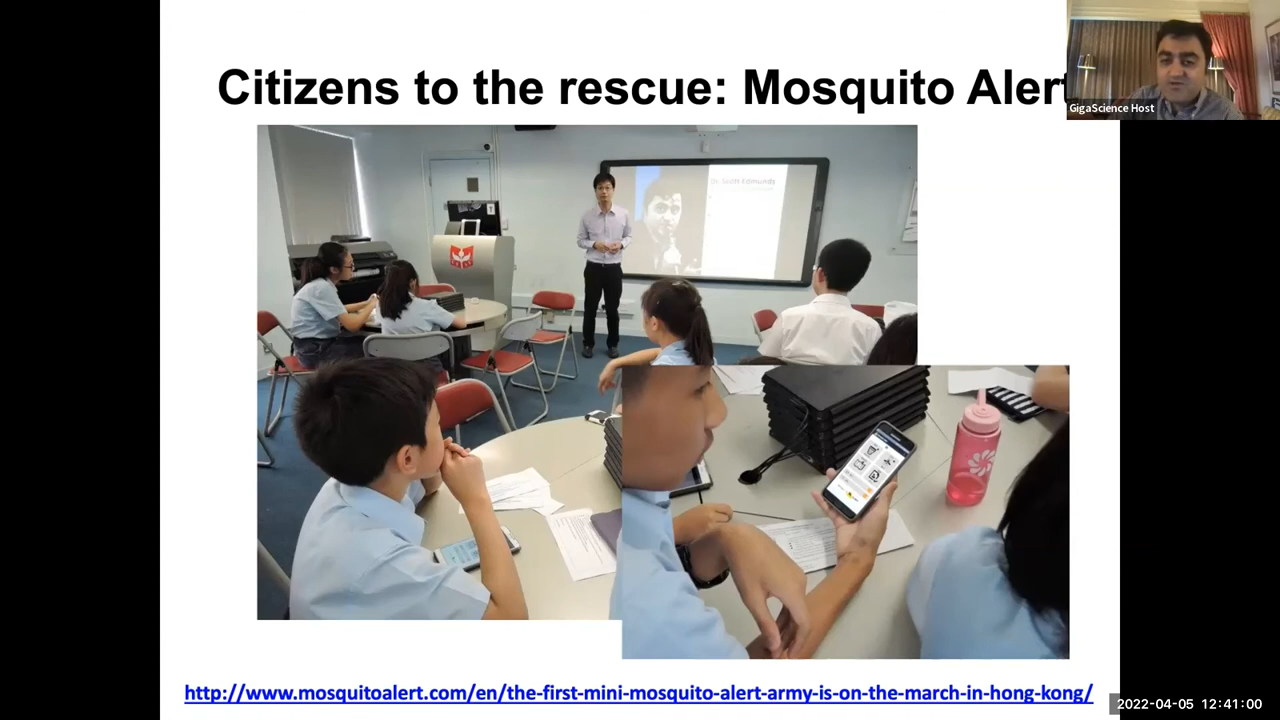 Citizens to the rescue: Mosquito Alert
GigaScience Host
Dr. Scott Edmunds
http://www.mosquitoalert.com/en/the-first-mini-mosquito-alert-army-is-on-the-march-in-hong-kong/
2022-04-05 12:41:00